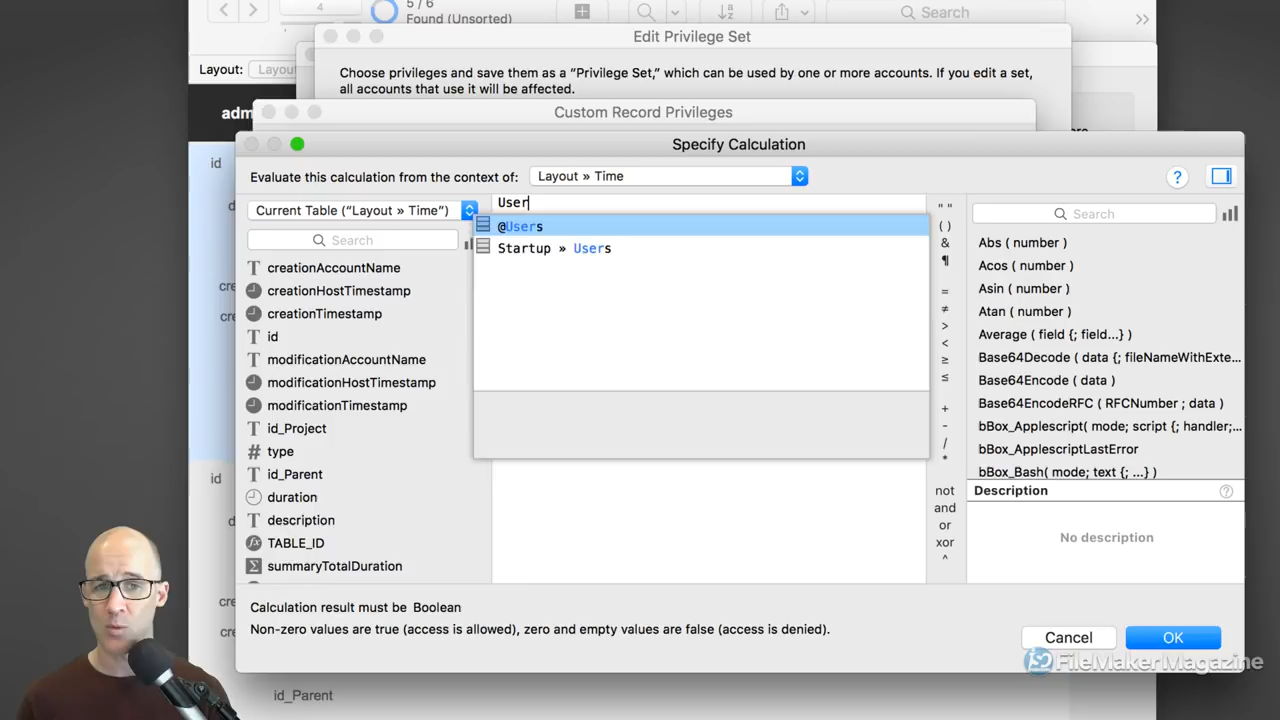 4
5 / 6
Found (Unsorted)
Search
Layout:
Layou
Edit Privilege Set
Choose privileges and save them as a “Privilege Set,” which can be used by one or more accounts. If you edit a set,
all accounts that use it will be affected.
adm
Custom Record Privileges
Specify Calculation
Evaluate this calculation from the context of:
Layout » Time
?
Current Table (“Layout » Time”)
Search
creationAccountName
creationHostTimestamp
creationTimestamp
id
modificationAccountName
modificationHostTimestamp
modificationTimestamp
id_Project
type
id_Parent
duration
description
TABLE_ID
summaryTotalDuration
User
@Users
Startup » Users
" "
( )
&
¶
=
≠
>
<
≥
≤
+
-
/
*
not
and
or
xor
^
Search
Abs ( number )
Acos ( number )
Asin ( number )
Atan ( number )
Average ( field {; field...} )
Base64Decode ( data {; fileNameWithExte...
Base64Encode ( data )
Base64EncodeRFC ( RFCNumber ; data )
bBox_Applescript( mode; script {; handler;...
bBox_ApplescriptLastError
bBox_Bash( mode; text {; ...} )
Description
?
No description
Calculation result must be Boolean
Non-zero values are true (access is allowed), zero and empty values are false (access is denied).
Cancel
OK
id
d
cre
cre
id
d
cre
cre
id_Parent
FileMakerMagazine